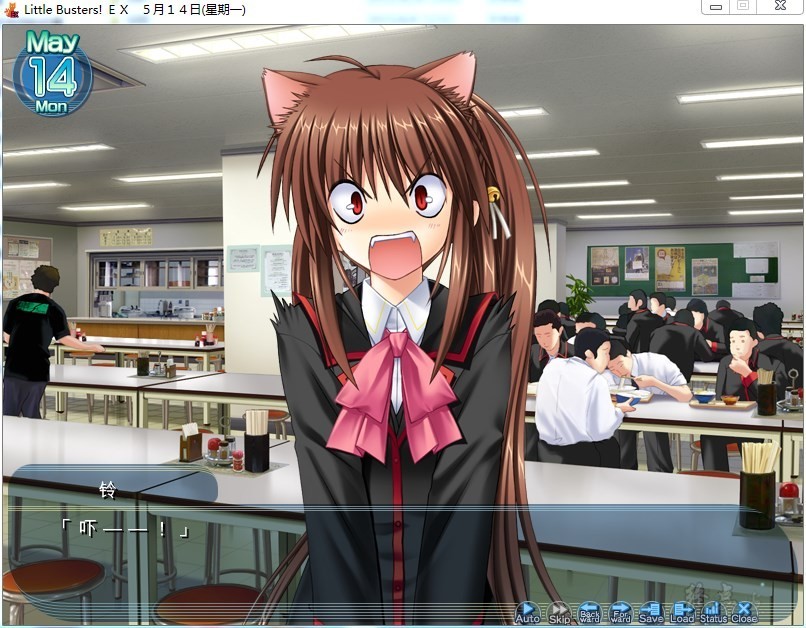 Little Busters! ＥＸ　５月１４日(星期一)
May
14
Mon
铃
「吓——！」
Auto Skip Back ward For ward Save Load Status Close